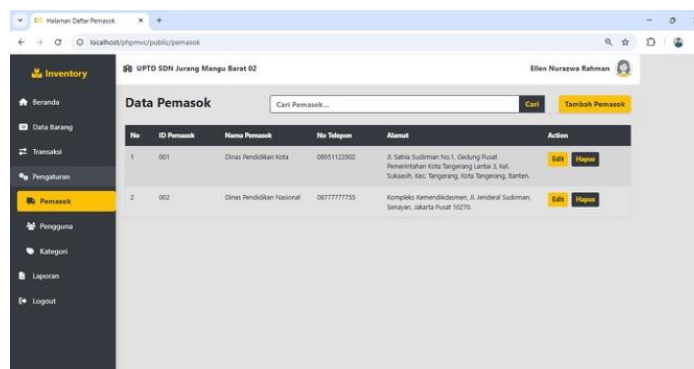 Halaman Daftar Pemasok
localhost/phpmvc/public/pemasok
Inventory
UPTD SDN Jurang Mangu Barat 02
Ellen Nurazwa Rahman
Beranda
Data Barang
Transaksi
Pengaturan
Pemasok
Pengguna
Kategori
Laporan
Logout
Data Pemasok
Cari Pemasok...
Cari
Tambah Pemasok
No ID Pemasok Nama Pemasok No Telepon Alamat Action
1 001 Dinas Pendidikan Kota 08951122002 Jl. Satria Sudirman No.1, Gedung Pusat
Pemerintahan Kota Tangerang Lantai 3, Kel.
Sukaasih, Kec. Tangerang, Kota Tangerang, Banten.
Edit Hapus
2 002 Dinas Pendidikan Nasional 08777777755 Kompleks Kemendikdasmen, Jl. Jenderal Sudirman,
Senayan, Jakarta Pusat 10270.
Edit Hapus